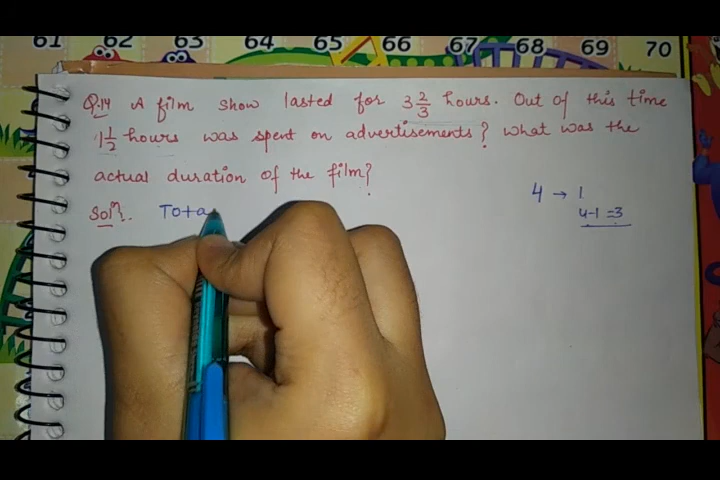 61 62 63 64 65 66 67 68 69 70
Q.14 A film show lasted for 3 2/3 hours. Out of this time
1 1/2 hours was spent on advertisements? What was the
actual duration of the film?
4 → 1
Solⁿ. Tota
4-1 =3